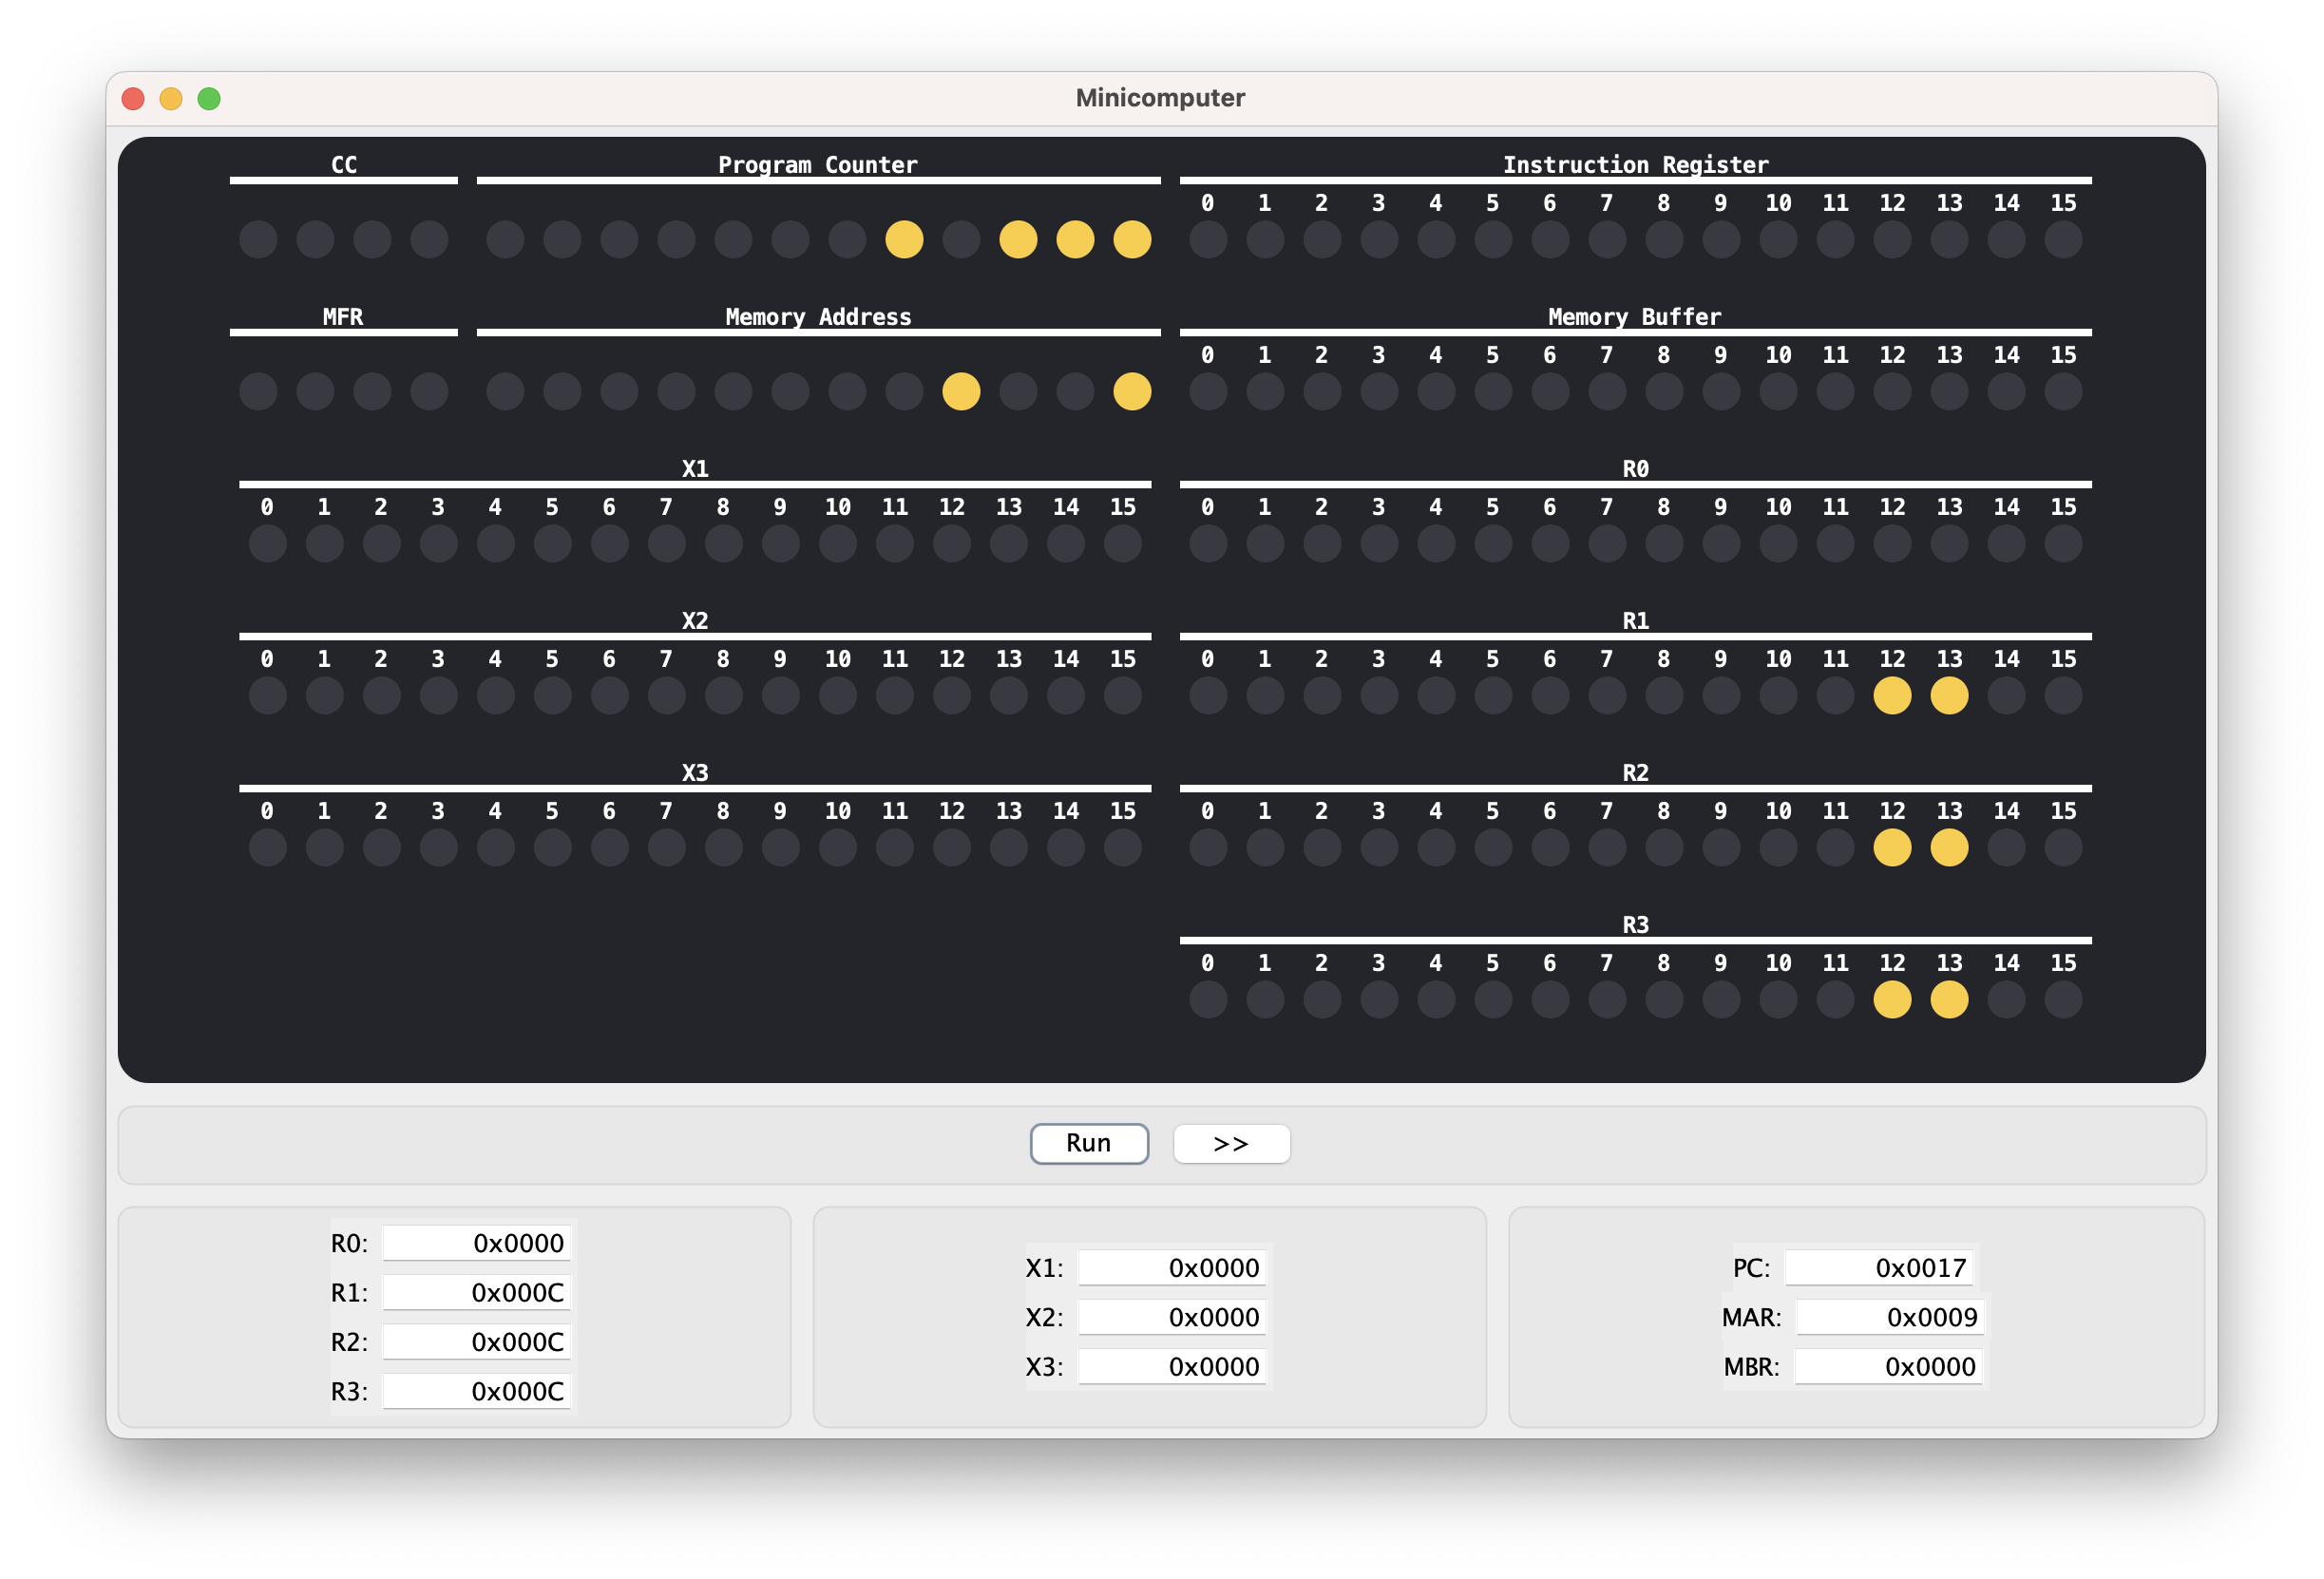 Minicomputer
CC Program Counter Instruction Register
0 1 2 3 4 5 6 7 8 9 10 11 12 13 14 15
MFR Memory Address Memory Buffer
0 1 2 3 4 5 6 7 8 9 10 11 12 13 14 15
X1 R0
0 1 2 3 4 5 6 7 8 9 10 11 12 13 14 15 0 1 2 3 4 5 6 7 8 9 10 11 12 13 14 15
X2 R1
0 1 2 3 4 5 6 7 8 9 10 11 12 13 14 15 0 1 2 3 4 5 6 7 8 9 10 11 12 13 14 15
X3 R2
0 1 2 3 4 5 6 7 8 9 10 11 12 13 14 15 0 1 2 3 4 5 6 7 8 9 10 11 12 13 14 15
R3
0 1 2 3 4 5 6 7 8 9 10 11 12 13 14 15
Run >>
R0: 0x0000
R1: 0x000C
R2: 0x000C
R3: 0x000C
X1: 0x0000
X2: 0x0000
X3: 0x0000
PC: 0x0017
MAR: 0x0009
MBR: 0x0000